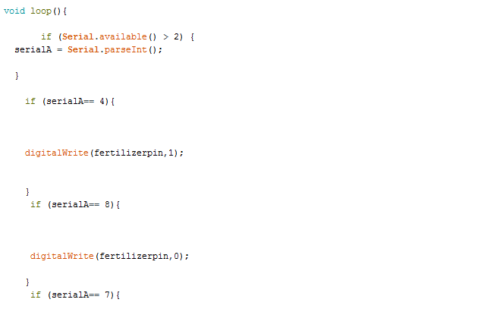 void loop(){
if (Serial.available() > 2) {
serialA = Serial.parseInt();
}
if (serialA== 4){
digitalWrite(fertilizerpin,1);
}
if (serialA== 8){
digitalWrite(fertilizerpin,0);
}
if (serialA== 7){